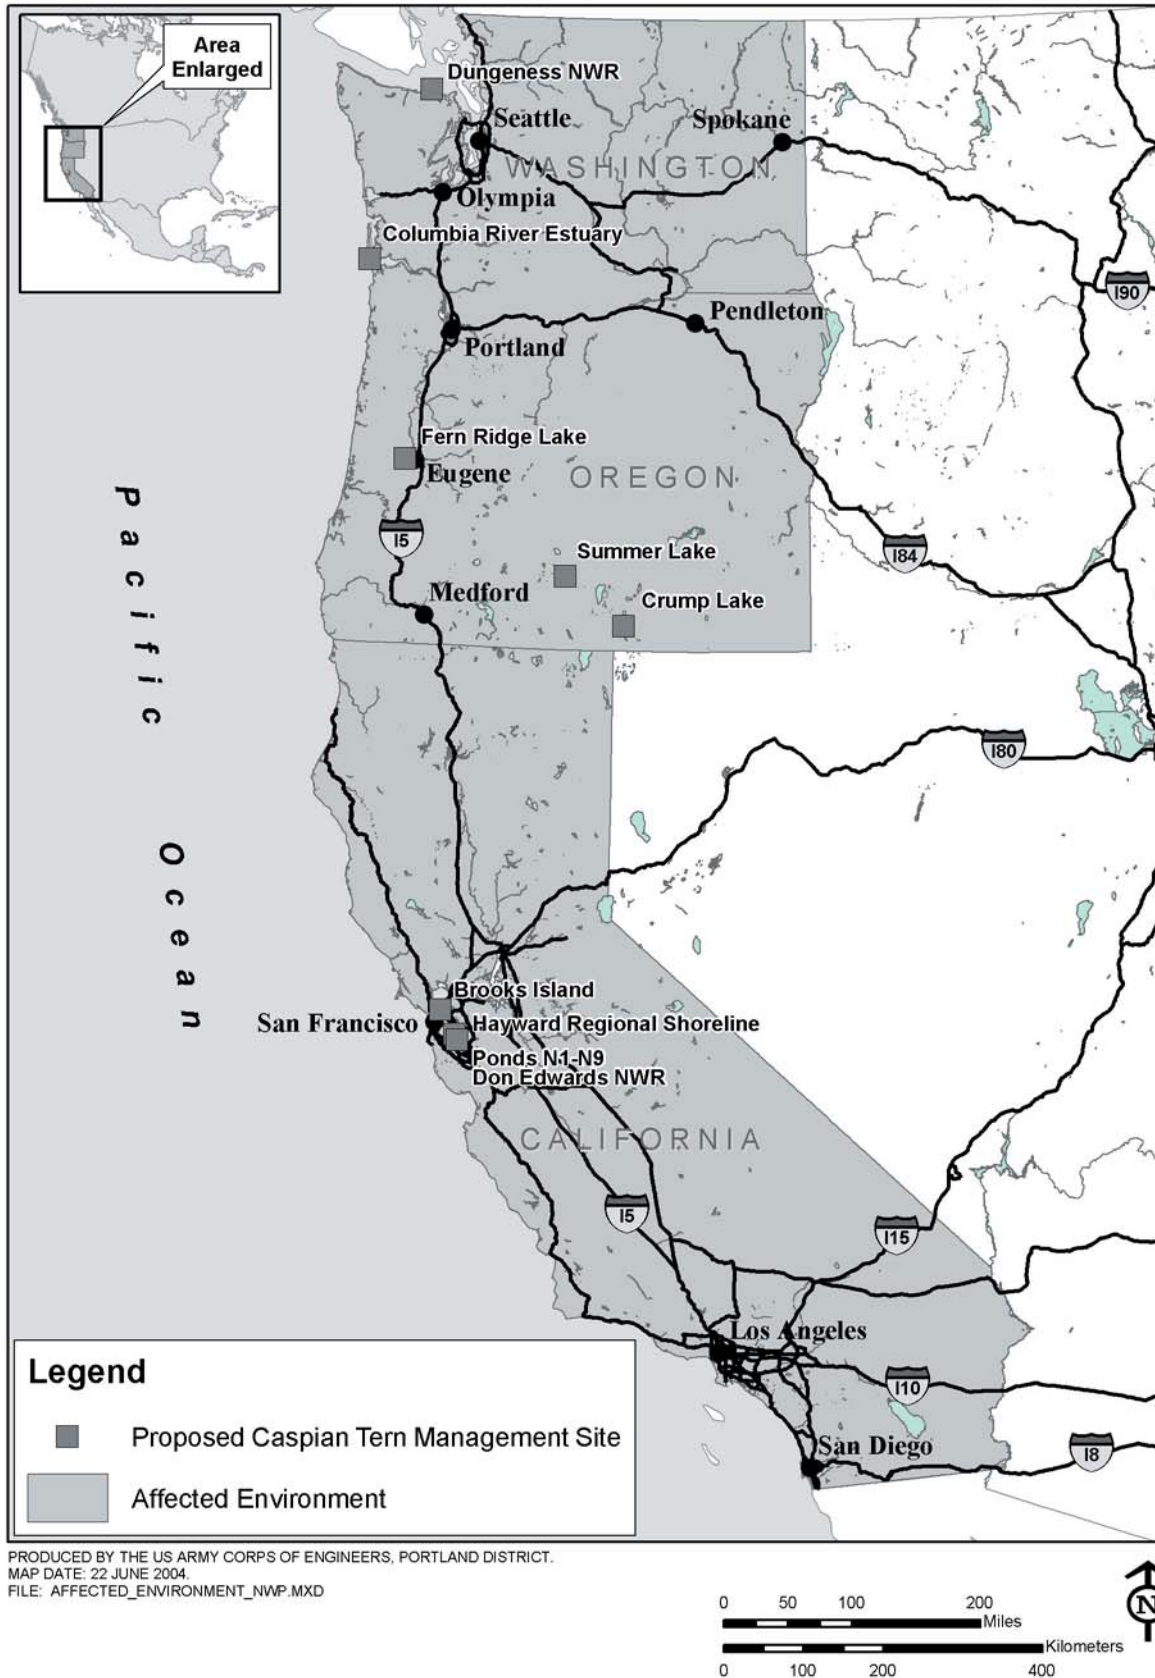 Area
Enlarged
Dungeness NWR
Seattle
Spokane
WASHINGTON
Olympia
Columbia River Estuary
I90
Pendleton
Portland
Fern Ridge Lake
Eugene
OREGON
I5
I84
Summer Lake
Medford
Crump Lake
Pacific Ocean
I80
Brooks Island
San Francisco
Hayward Regional Shoreline
Ponds N1-N9
Don Edwards NWR
CALIFORNIA
I5
I15
Los Angeles
I10
San Diego
I8
Legend
Proposed Caspian Tern Management Site
Affected Environment
PRODUCED BY THE US ARMY CORPS OF ENGINEERS, PORTLAND DISTRICT.
MAP DATE: 22 JUNE 2004.
FILE: AFFECTED_ENVIRONMENT_NWP.MXD
N
0 50 100 200
Miles
Kilometers
0 100 200 400